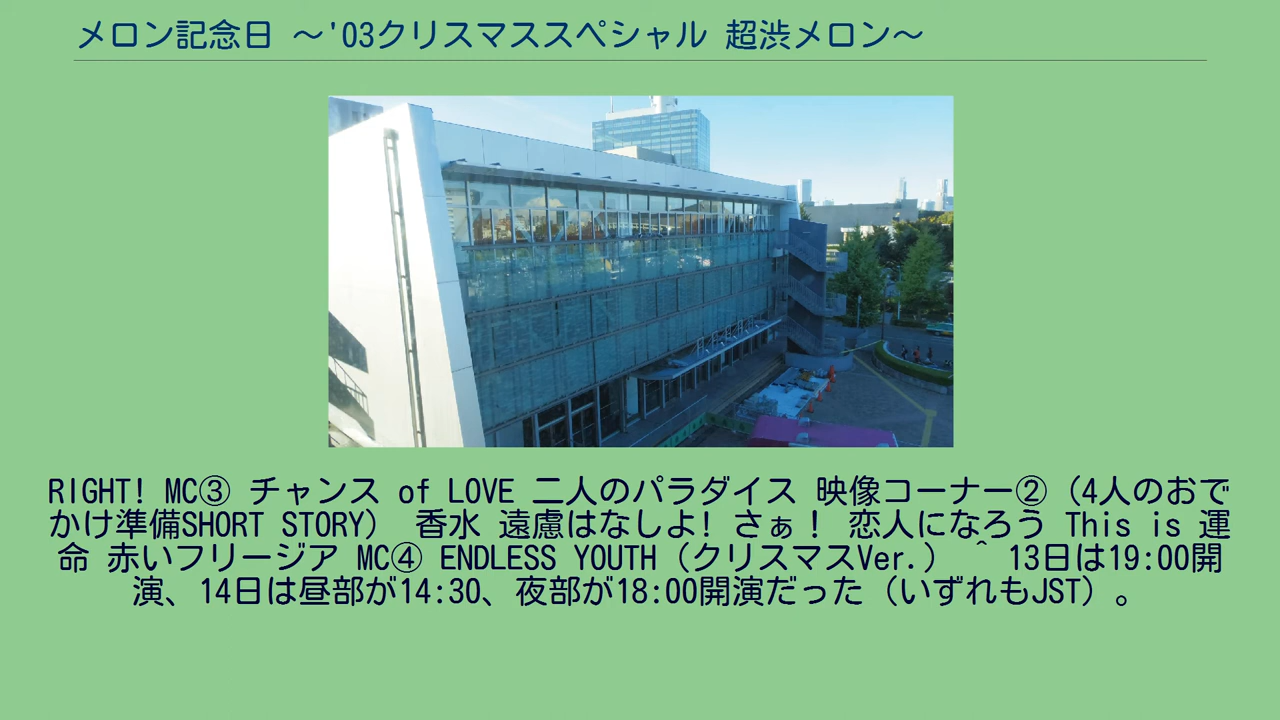 メロン記念日 ～'03クリスマススペシャル 超渋メロン～
RIGHT! MC③ チャンス of LOVE 二人のパラダイス 映像コーナー②（4人のおで
かけ準備SHORT STORY） 香水 遠慮はなしよ! さぁ！ 恋人になろう This is 運
命 赤いフリージア MC④ ENDLESS YOUTH（クリスマスVer.） ^ 13日は19:00開
演、14日は昼部が14:30、夜部が18:00開演だった（いずれもJST）。